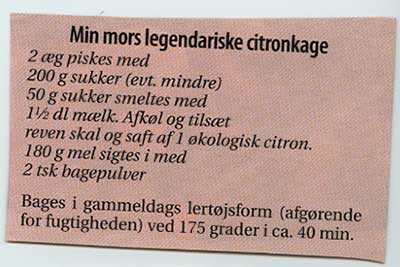 Min mors legendariske citronkage
2 æg piskes med
200 g sukker (evt. mindre)
50 g sukker smeltes med
1½ dl mælk. Afkøl og tilsæt
reven skal og saft af 1 økologisk citron.
180 g mel sigtes i med
2 tsk bagepulver
Bages i gammeldags lertøjsform (afgørende
for fugtigheden) ved 175 grader i ca. 40 min.